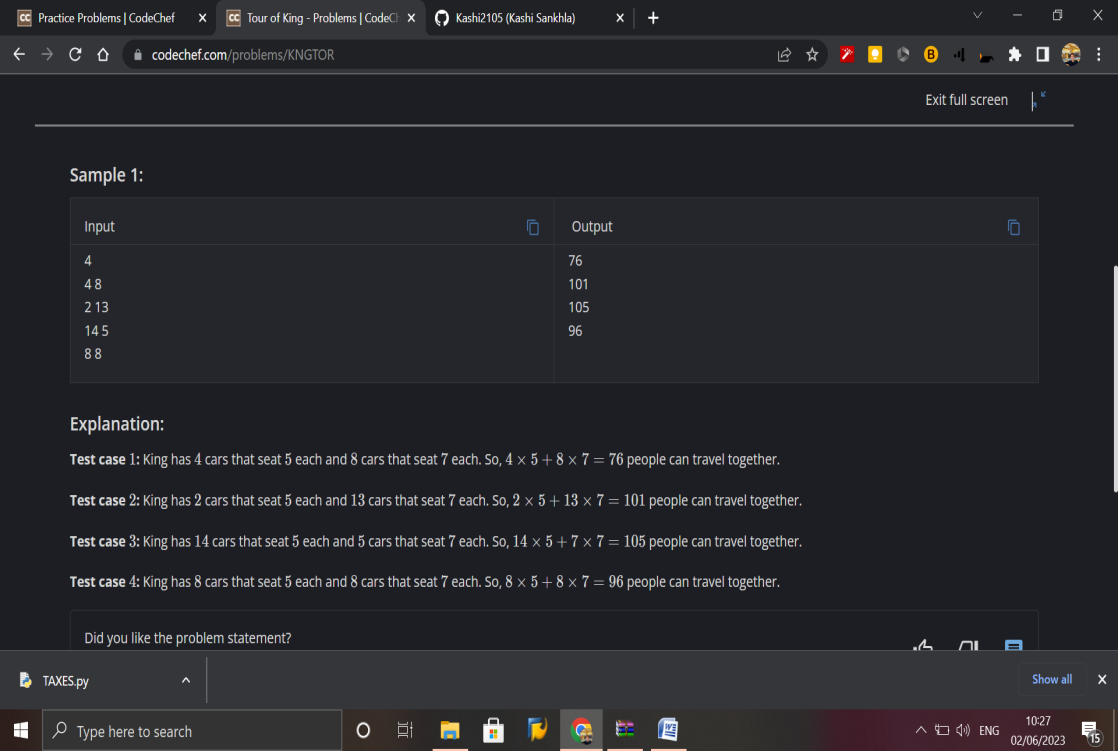 Practice Problems | CodeChef
Tour of King - Problems | CodeCh
Kashi2105 (Kashi Sankhla)
codechef.com/problems/KNGTOR
Exit full screen
Sample 1:
Input
Output
4
76
4 8
101
2 13
105
14 5
96
8 8
Explanation:
Test case 1: King has 4 cars that seat 5 each and 8 cars that seat 7 each. So, 4 × 5 + 8 × 7 = 76 people can travel together.
Test case 2: King has 2 cars that seat 5 each and 13 cars that seat 7 each. So, 2 × 5 + 13 × 7 = 101 people can travel together.
Test case 3: King has 14 cars that seat 5 each and 5 cars that seat 7 each. So, 14 × 5 + 7 × 7 = 105 people can travel together.
Test case 4: King has 8 cars that seat 5 each and 8 cars that seat 7 each. So, 8 × 5 + 8 × 7 = 96 people can travel together.
Did you like the problem statement?
TAXES.py
Show all
Type here to search
ENG
10:27
02/06/2023
15